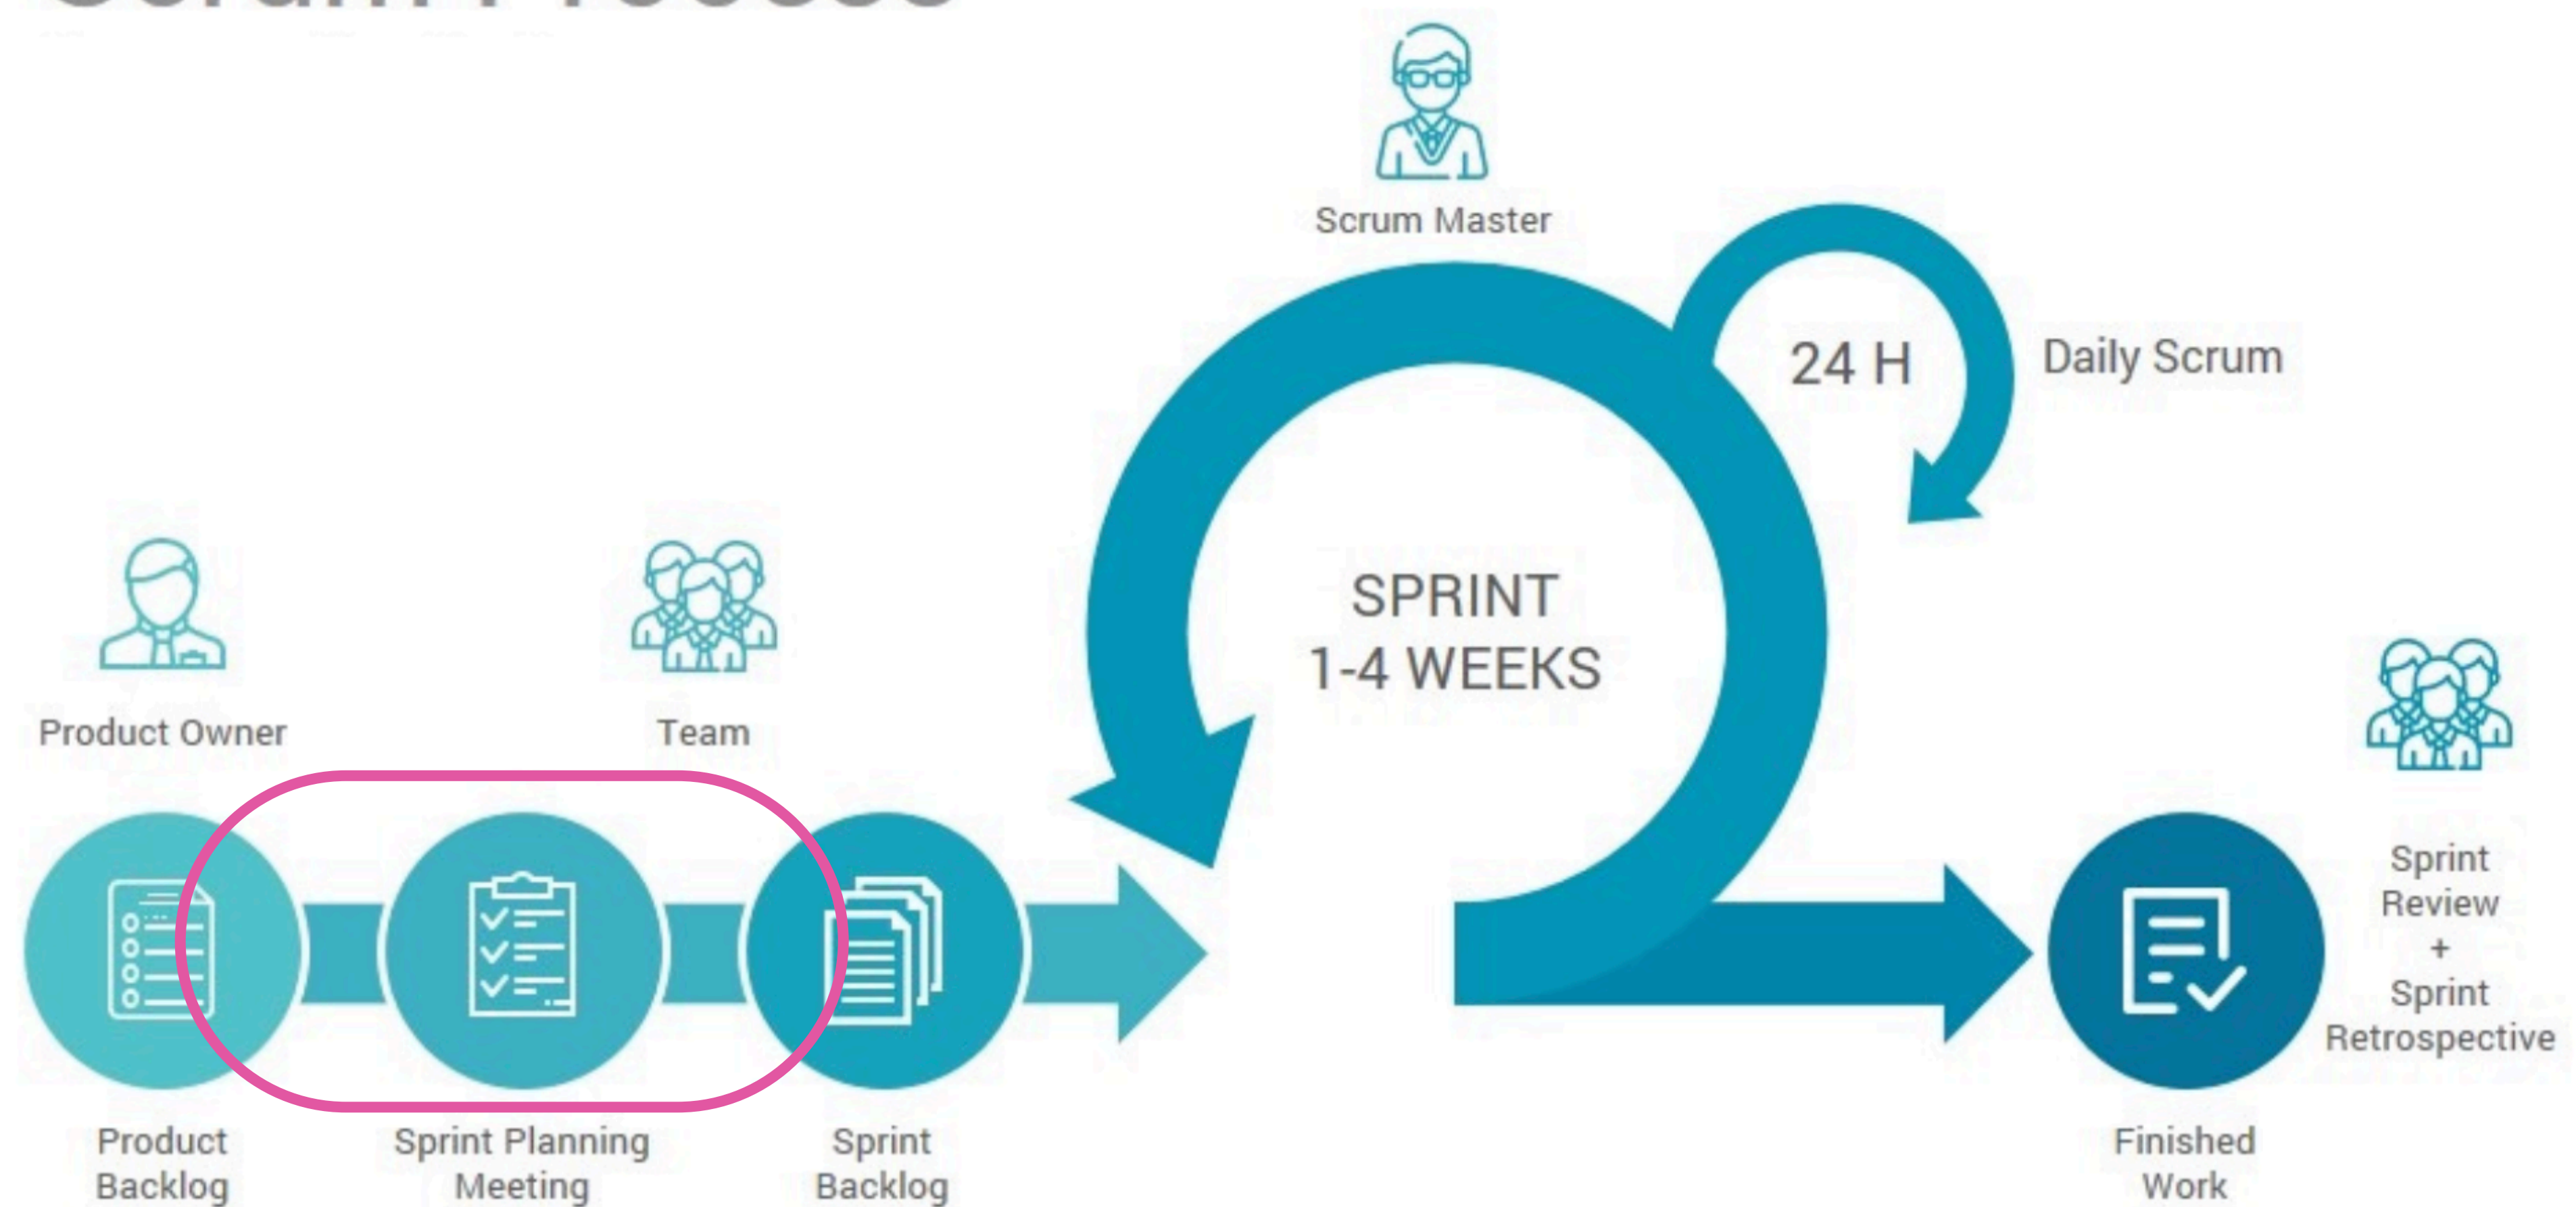 Scrum Master
24 H
Daily Scrum
SPRINT
1-4 WEEKS
Product Owner
Team
Sprint
Review
+
Sprint
Retrospective
Product
Backlog
Sprint Planning
Meeting
Sprint
Backlog
Finished
Work